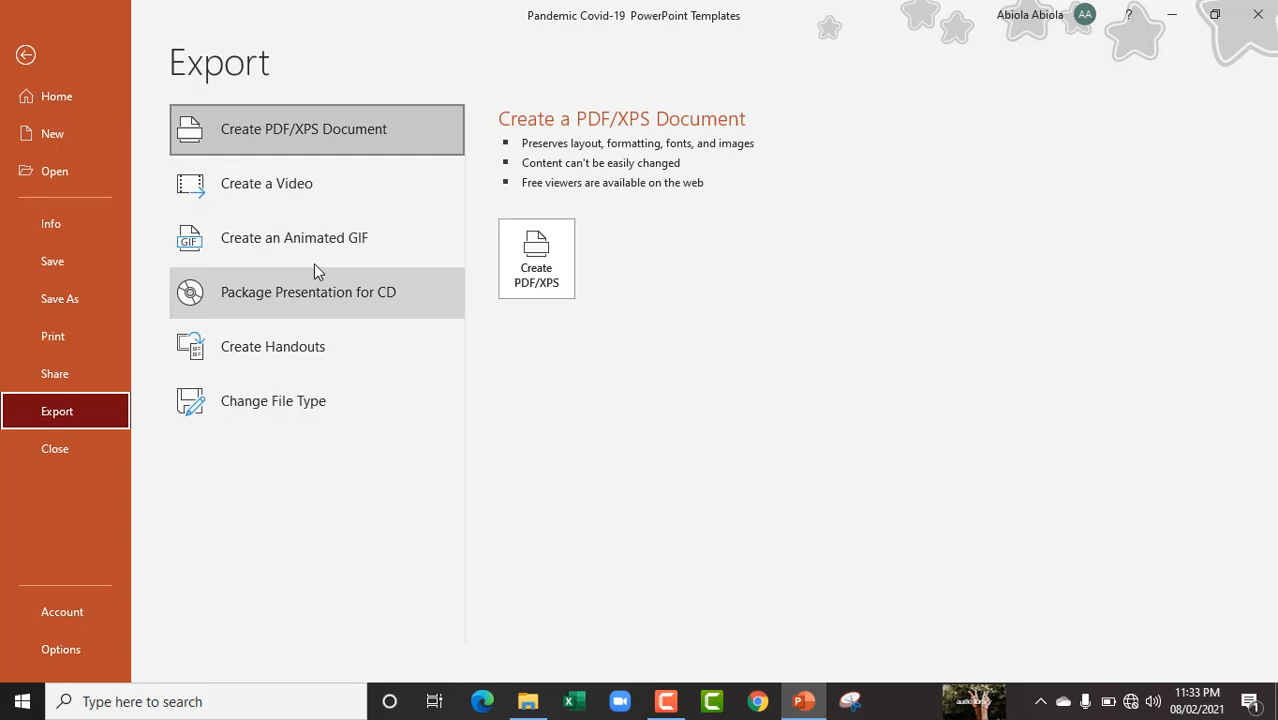 Pandemic Covid-19 PowerPoint Templates
Abiola Abiola
AA
?
Export
Home
New
Open
Info
Save
Save As
Print
Share
Export
Close
Account
Options
Create PDF/XPS Document
Create a Video
GIF
Create an Animated GIF
Package Presentation for CD
Create Handouts
Change File Type
Create a PDF/XPS Document
Preserves layout, formatting, fonts, and images
Content can't be easily changed
Free viewers are available on the web
Create
PDF/XPS
Type here to search
audio library
11:33 PM
08/02/2021
1